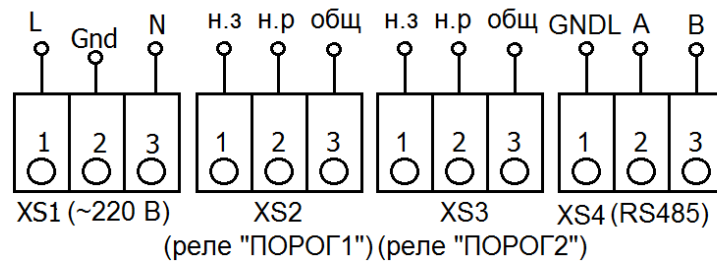 L Gnd N н.з н.р общ н.з н.р общ GNDL A B
1 2 3 1 2 3 1 2 3 1 2 3
XS1 (~220 В) XS2 XS3 XS4 (RS485)
(реле "ПОРОГ1") (реле "ПОРОГ2")